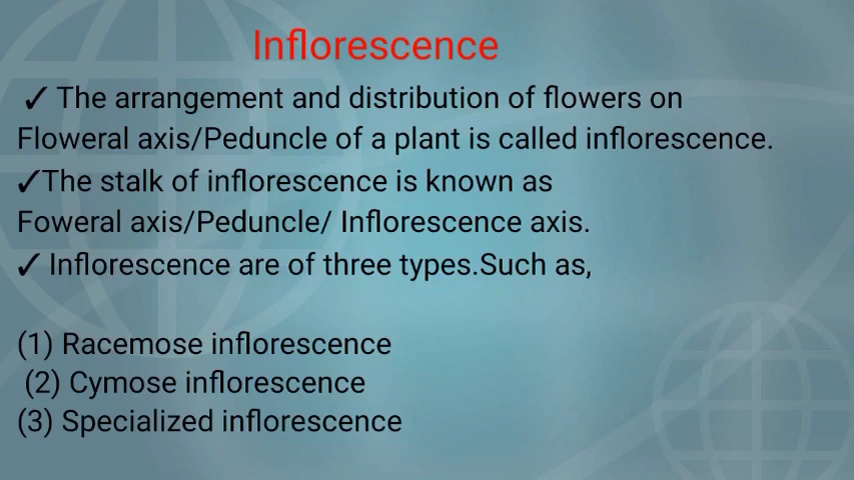 Inflorescence
✓ The arrangement and distribution of flowers on
Floweral axis/Peduncle of a plant is called inflorescence.
✓The stalk of inflorescence is known as
Foweral axis/Peduncle/ Inflorescence axis.
✓ Inflorescence are of three types.Such as,
(1) Racemose inflorescence
(2) Cymose inflorescence
(3) Specialized inflorescence